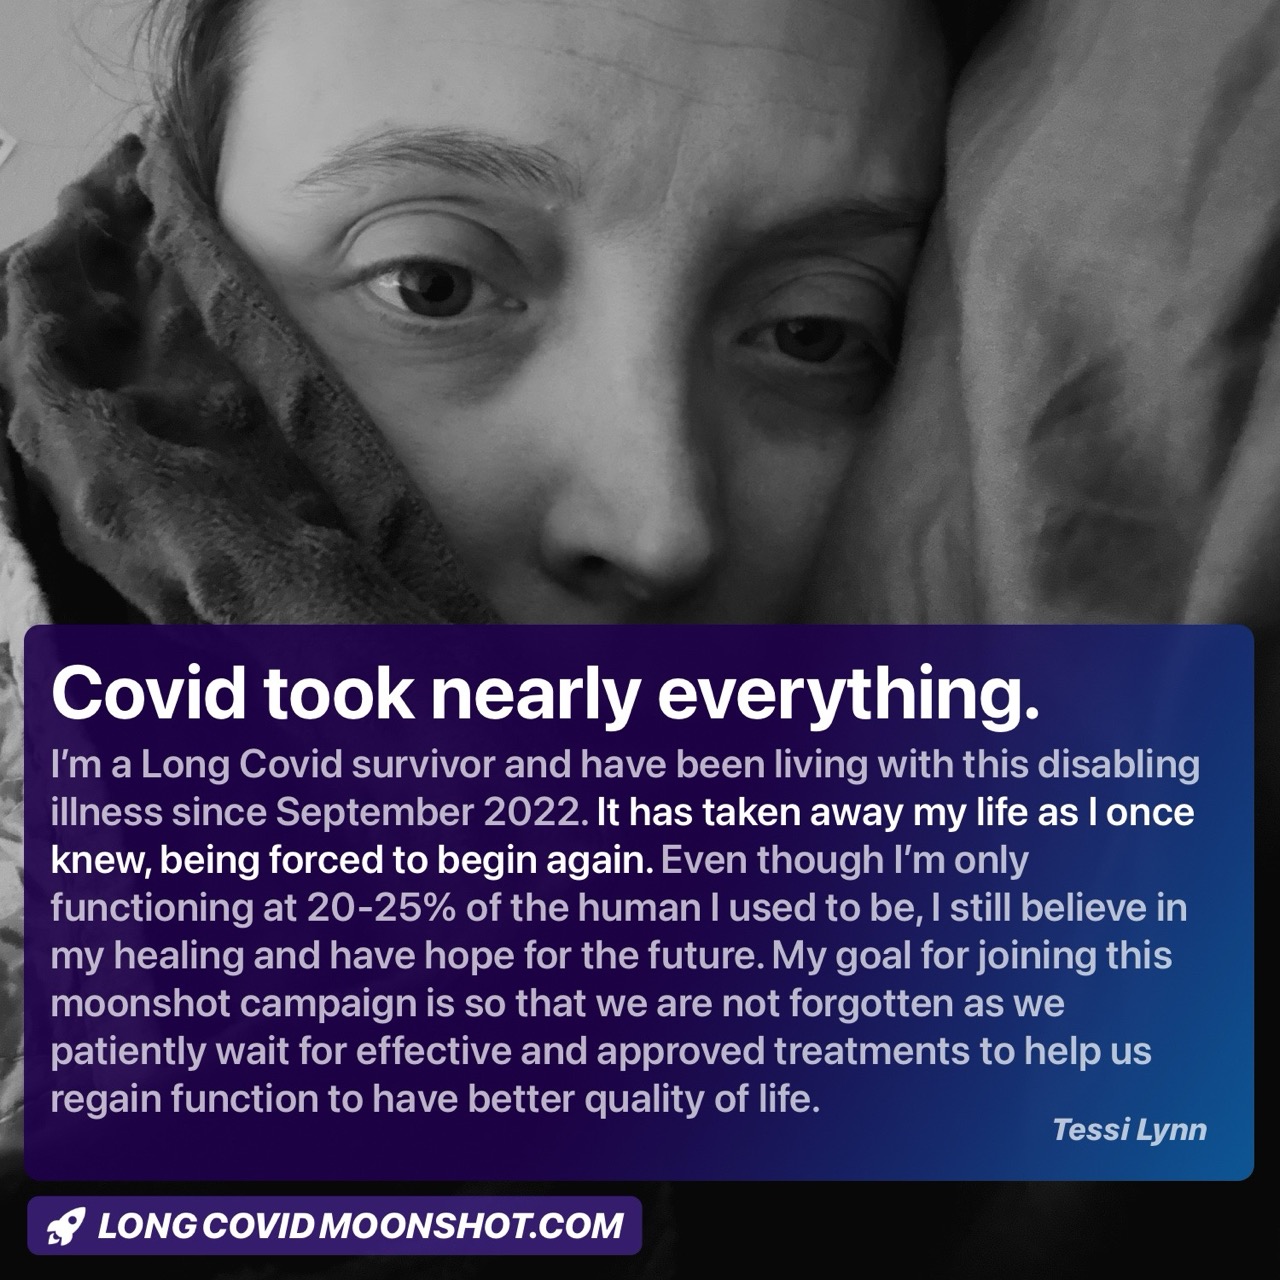 Covid took nearly everything.
I’m a Long Covid survivor and have been living with this disabling
illness since September 2022. It has taken away my life as I once
knew, being forced to begin again. Even though I’m only
functioning at 20-25% of the human I used to be, I still believe in
my healing and have hope for the future. My goal for joining this
moonshot campaign is so that we are not forgotten as we
patiently wait for effective and approved treatments to help us
regain function to have better quality of life.
Tessi Lynn
LONG COVID MOONSHOT.COM